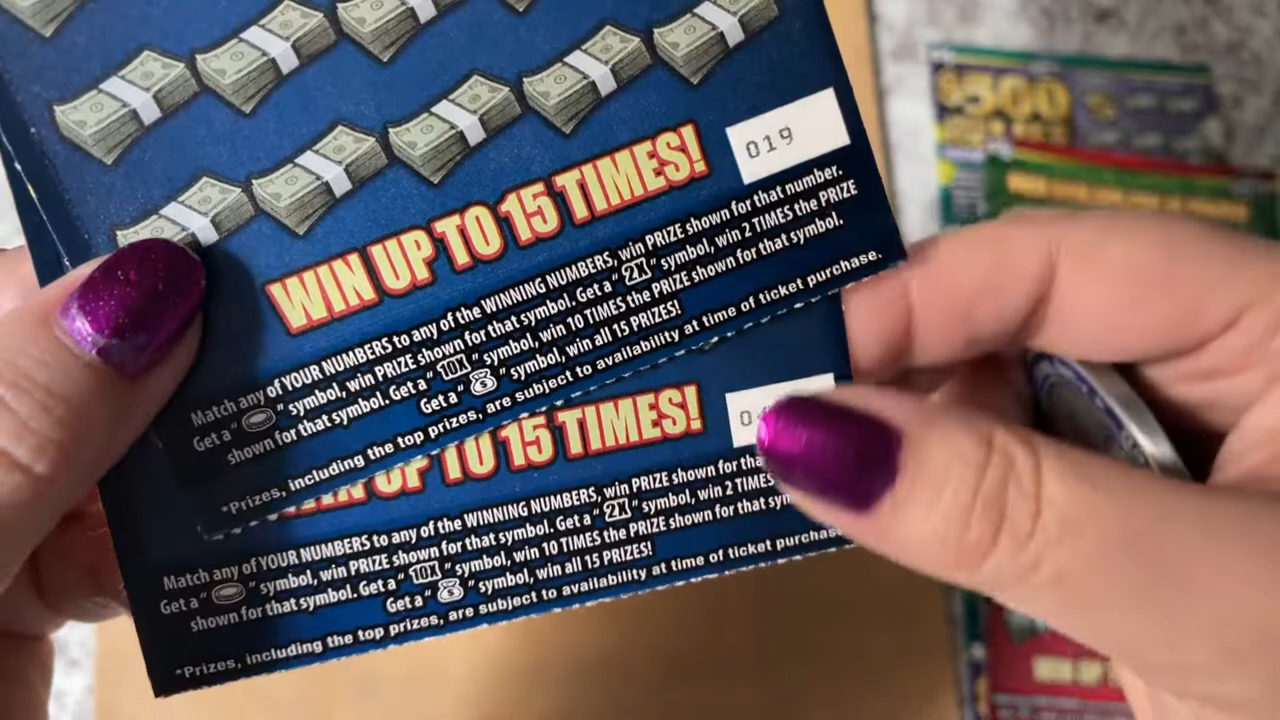 $500
WIN UP TO 15 TIMES!
019
Match any of YOUR NUMBERS to any of the WINNING NUMBERS, win PRIZE shown for that number.
Get a " " symbol, win PRIZE shown for that symbol. Get a " 2X " symbol, win 2 TIMES the PRIZE
shown for that symbol. Get a " 10X " symbol, win 10 TIMES the PRIZE shown for that symbol.
Get a " " symbol, win all 15 PRIZES!
*Prizes, including the top prizes, are subject to availability at time of ticket purchase.
UP TO 15 TIMES!
Match any of YOUR NUMBERS to any of the WINNING NUMBERS, win PRIZE shown for
Get a " " symbol, win PRIZE shown for that symbol. Get a " 2X " symbol, win 2 TIMES
shown for that symbol. Get a " 10X " symbol, win 10 TIMES the PRIZE shown for that
Get a " " symbol, win all 15 PRIZES!
*Prizes, including the top prizes, are subject to availability at time of ticket